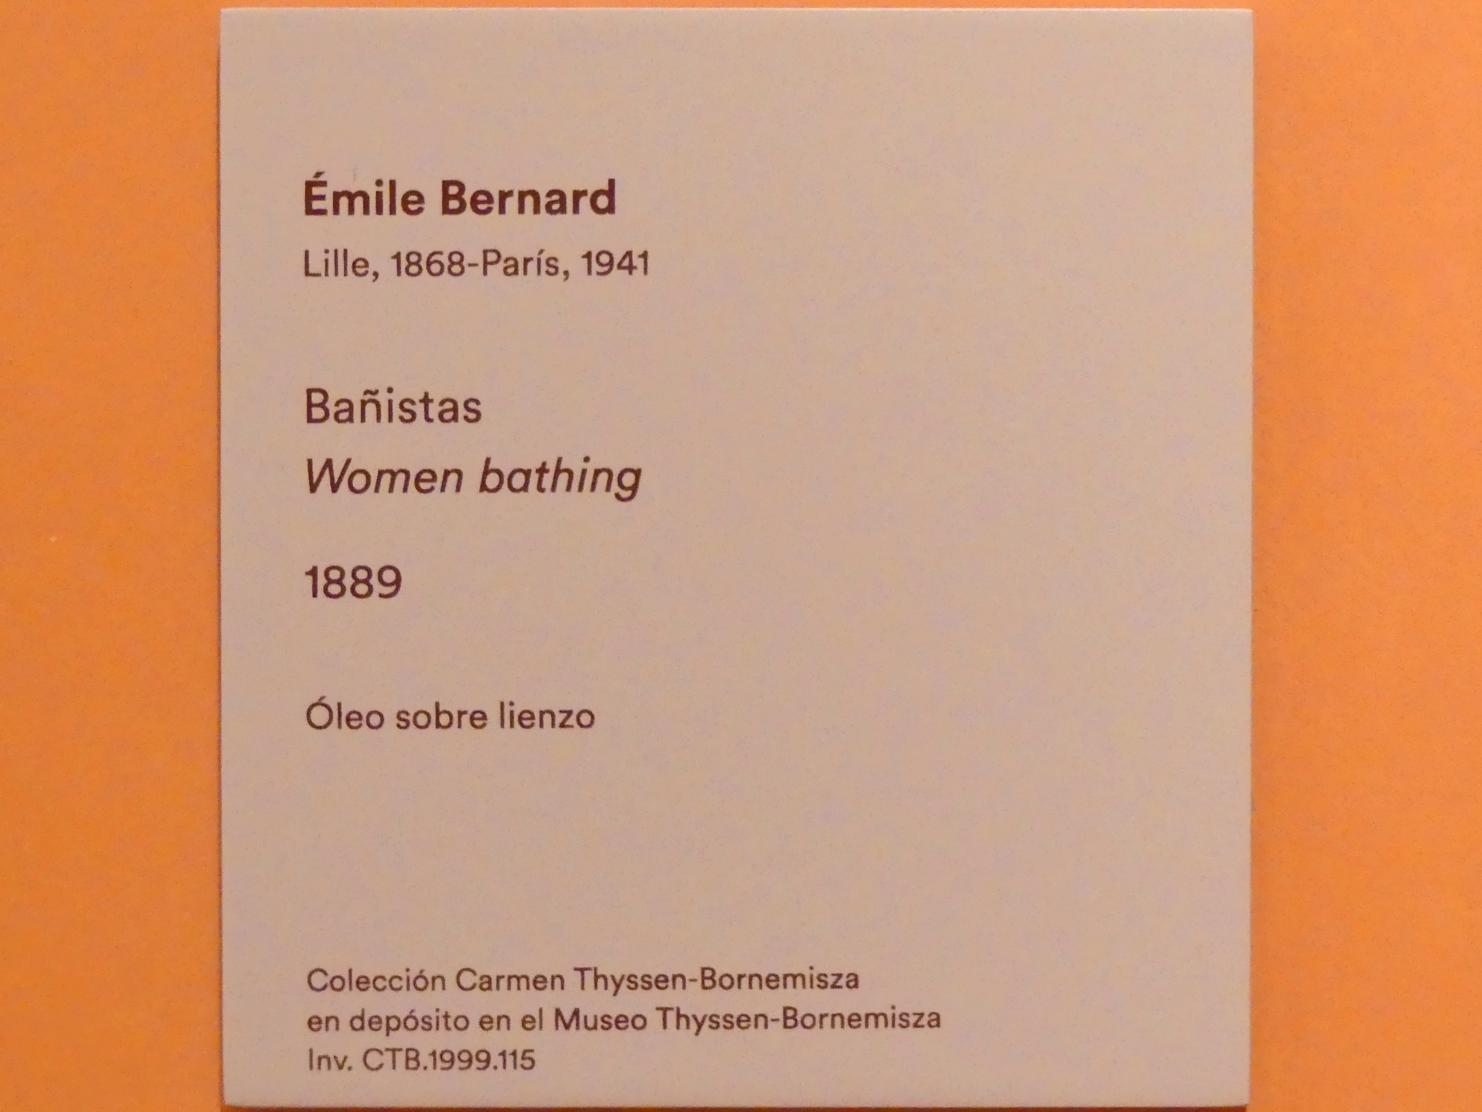 Émile Bernard
Lille, 1868-París, 1941
Bañistas
Women bathing
1889
Óleo sobre lienzo
Colección Carmen Thyssen-Bornemisza
en depósito en el Museo Thyssen-Bornemisza
Inv. CTB.1999.115